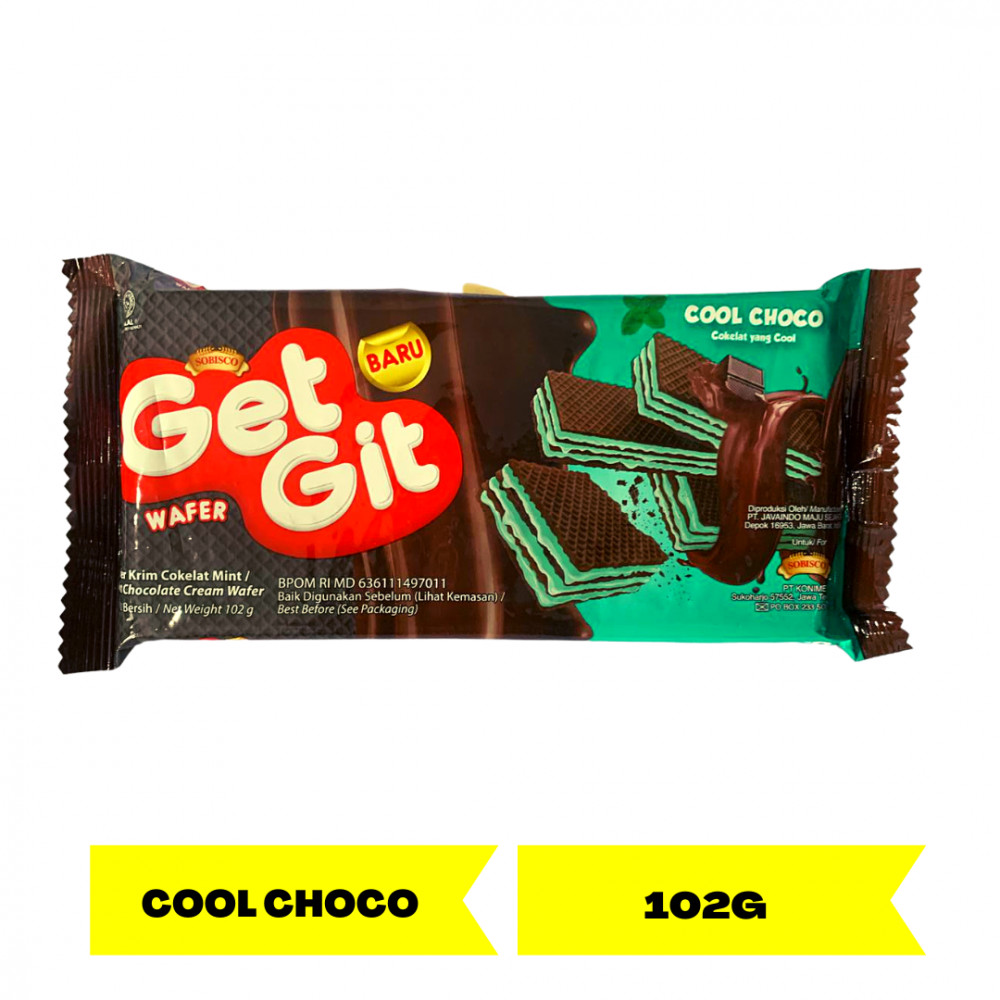 COOL CHOCO
Cokelat yang Cool
BARU
SOBISCO
Get
Git
WAFER
Krim Cokelat Mint /
Chocolate Cream Wafer
Bersih / Net Weight 102 g
BPOM RI MD 636111497011
Baik Digunakan Sebelum (Lihat Kemasan) /
Best Before (See Packaging)
Diproduksi Oleh/
PT. JAVAINDO MAJU
Depok 16953, Jawa
Untuk/ For
SOBISCO
PT KONIME
Sukoharjo 57552, Jawa
PO BOX 233
COOL CHOCO
102G